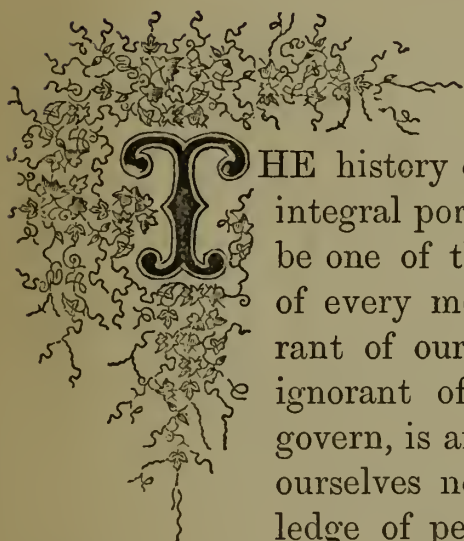 THE history
integral por
be one of t
of every m
rant of our
ignorant of
govern, is a
ourselves n
ledge of pe